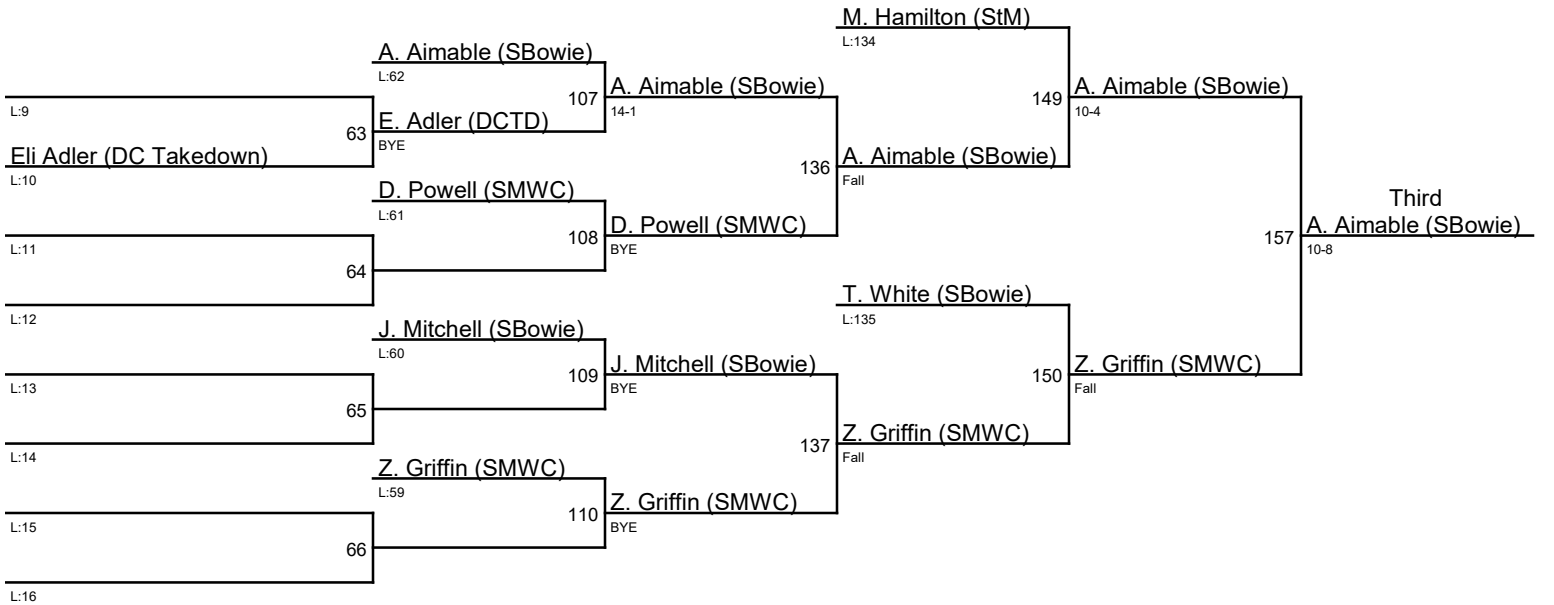 M. Hamilton (StM)
L:134
A. Aimable (SBowie)
L:62
A. Aimable (SBowie)
14-1
107
149
A. Aimable (SBowie)
10-4
L:9
63
E. Adler (DCTD)
BYE
Eli Adler (DC Takedown)
L:10
136
A. Aimable (SBowie)
Fall
D. Powell (SMWC)
L:61
108
D. Powell (SMWC)
BYE
L:11
64
L:12
Third
157
A. Aimable (SBowie)
10-8
T. White (SBowie)
L:135
J. Mitchell (SBowie)
L:60
109
J. Mitchell (SBowie)
BYE
150
Z. Griffin (SMWC)
Fall
L:13
65
L:14
137
Z. Griffin (SMWC)
Fall
Z. Griffin (SMWC)
L:59
110
Z. Griffin (SMWC)
BYE
L:15
66
L:16